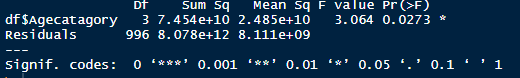 Df Sum Sq Mean Sq F value Pr(>F)
df$Agecatagory 3 7.454e+10 2.485e+10 3.064 0.0273 *
Residuals 996 8.078e+12 8.111e+09
---
Signif. codes: 0 ‘***’ 0.001 ‘**’ 0.01 ‘*’ 0.05 ‘.’ 0.1 ‘ ’ 1